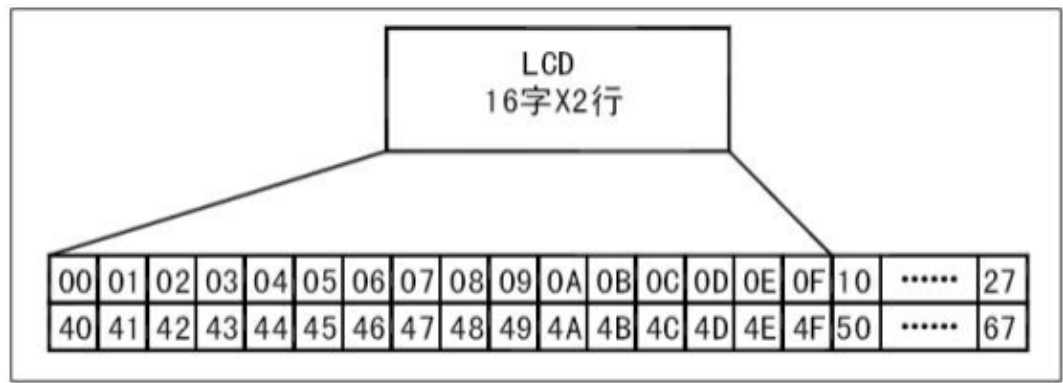 LCD
16字X2行
00 01 02 03 04 05 06 07 08 09 0A 0B 0C 0D 0E 0F 10 …… 27
40 41 42 43 44 45 46 47 48 49 4A 4B 4C 4D 4E 4F 50 …… 67